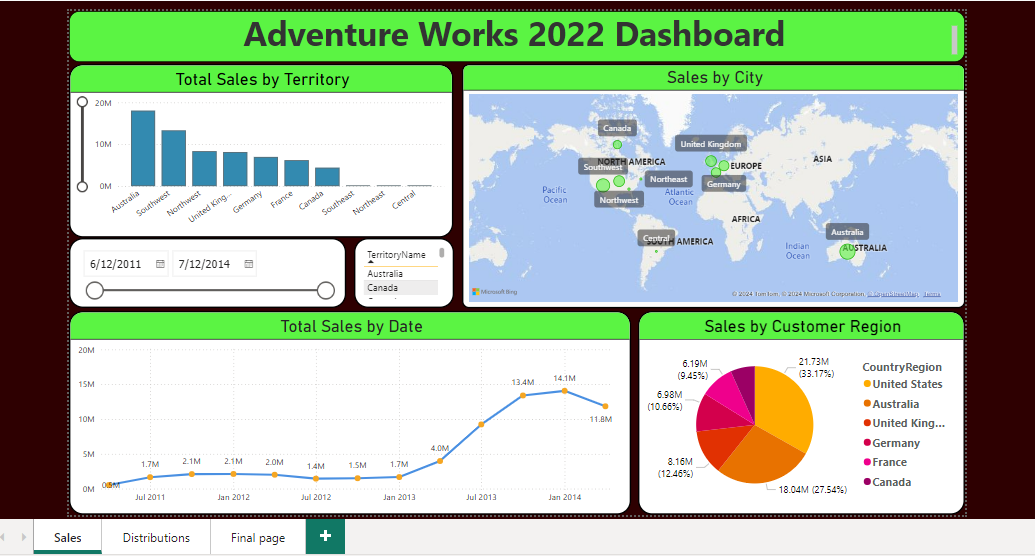 Adventure Works 2022 Dashboard
Total Sales by Territory
20M
10M
0M
Australia
Southwest
Northwest
United King...
Germany
France
Canada
Southeast
Northeast
Central
Sales by City
Canada
United Kingdom
NORTH AMERICA
Southwest
EUROPE
ASIA
Northeast
Germany
Pacific
Ocean
Northwest
Atlantic
Ocean
AFRICA
Central
SOUTH AMERICA
Australia
AUSTRALIA
Indian
Ocean
Microsoft Bing
© 2024 TomTom, © 2024 Microsoft Corporation, © OpenStreetMap Terms
6/12/2011
7/12/2014
TerritoryName
Australia
Canada
Total Sales by Date
20M
15M
10M
5M
0M
0.5M
1.7M
2.1M
2.1M
2.0M
1.4M
1.5M
1.7M
4.0M
13.4M
14.1M
11.8M
Jul 2011
Jan 2012
Jul 2012
Jan 2013
Jul 2013
Jan 2014
Sales by Customer Region
21.73M
(33.17%)
18.04M (27.54%)
8.16M
(12.46%)
6.98M
(10.66%)
6.19M
(9.45%)
CountryRegion
United States
Australia
United King...
Germany
France
Canada
Sales
Distributions
Final page
+